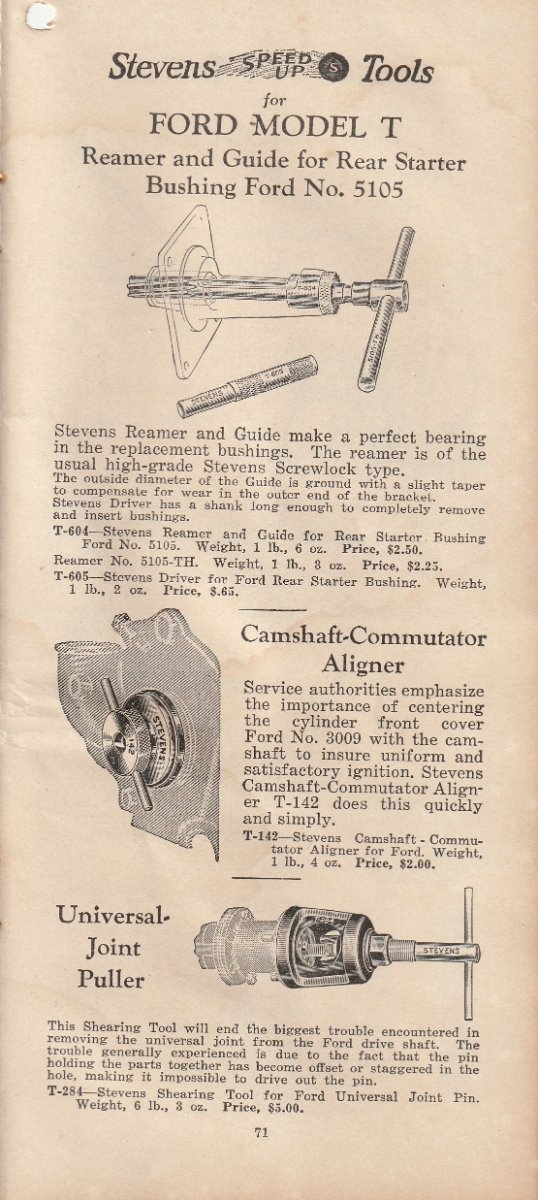 Stevens SPEED UP S Tools
for
FORD MODEL T
Reamer and Guide for Rear Starter
Bushing Ford No. 5105
T-604
5105-TH
STEVENS T-605
Stevens Reamer and Guide make a perfect bearing
in the replacement bushings. The reamer is of the
usual high-grade Stevens Screwlock type.
The outside diameter of the Guide is ground with a slight taper
to compensate for wear in the outer end of the bracket.
Stevens Driver has a shank long enough to completely remove
and insert bushings.
T-604—Stevens Reamer and Guide for Rear Starter Bushing
Ford No. 5105. Weight, 1 lb., 6 oz. Price, $2.50.
Reamer No. 5105-TH. Weight, 1 lb., 3 oz. Price, $2.25.
T-605—Stevens Driver for Ford Rear Starter Bushing. Weight,
1 lb., 2 oz. Price, $.65.
Camshaft-Commutator
Aligner
STEVENS
T-142
Service authorities emphasize
the importance of centering
the cylinder front cover
Ford No. 3009 with the cam-
shaft to insure uniform and
satisfactory ignition. Stevens
Camshaft-Commutator Align-
er T-142 does this quickly
and simply.
T-142—Stevens Camshaft-Commu-
tator Aligner for Ford. Weight,
1 lb., 4 oz. Price, $2.00.
Universal-
Joint
Puller
STEVENS
This Shearing Tool will end the biggest trouble encountered in
removing the universal joint from the Ford drive shaft. The
trouble generally experienced is due to the fact that the pin
holding the parts together has become offset or staggered in the
hole, making it impossible to drive out the pin.
T-284—Stevens Shearing Tool for Ford Universal Joint Pin.
Weight, 6 lb., 3 oz. Price, $5.00.
71